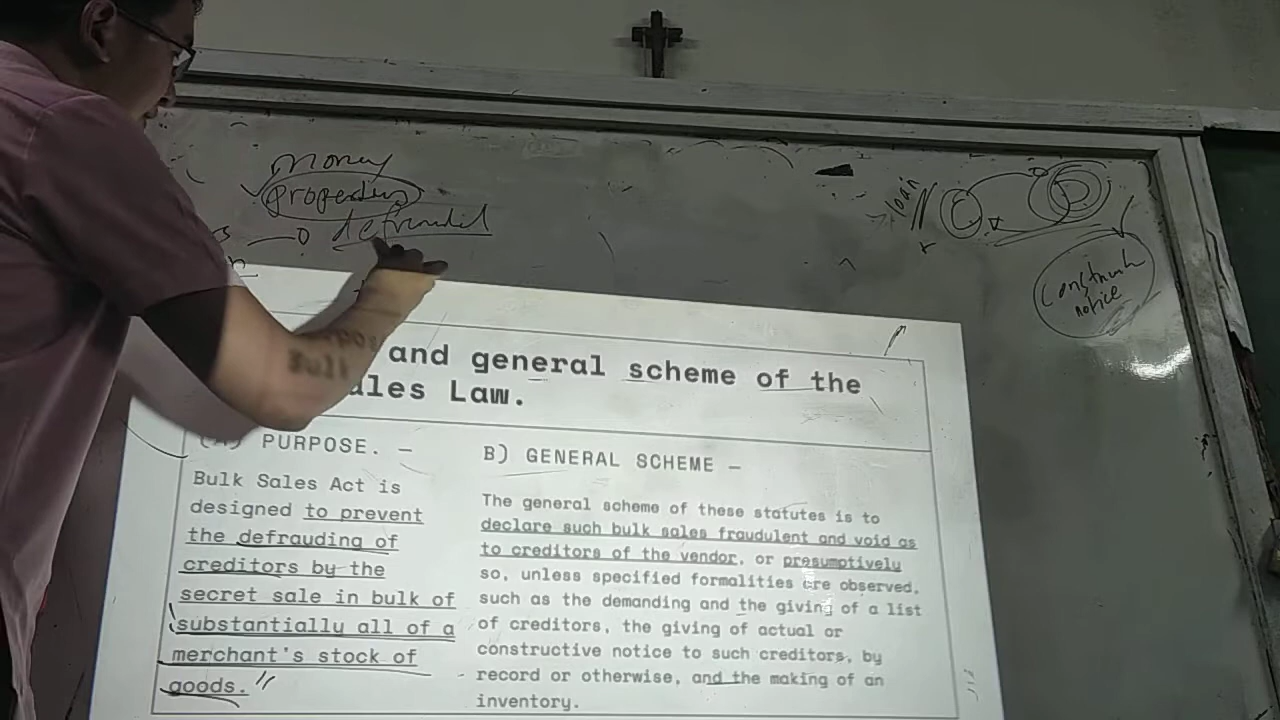 money
property
defraud
loan
constructive
notice
and general scheme of the
Sales Law.
PURPOSE. —
Bulk Sales Act is
designed to prevent
the defrauding of
creditors by the
secret sale in bulk of
substantially all of a
merchant's stock of
goods.
B) GENERAL SCHEME —
The general scheme of these statutes is to
declare such bulk sales fraudulent and void as
to creditors of the vendor, or presumptively
so, unless specified formalities are observed,
such as the demanding and the giving of a list
of creditors, the giving of actual or
constructive notice to such creditors, by
record or otherwise, and the making of an
inventory.